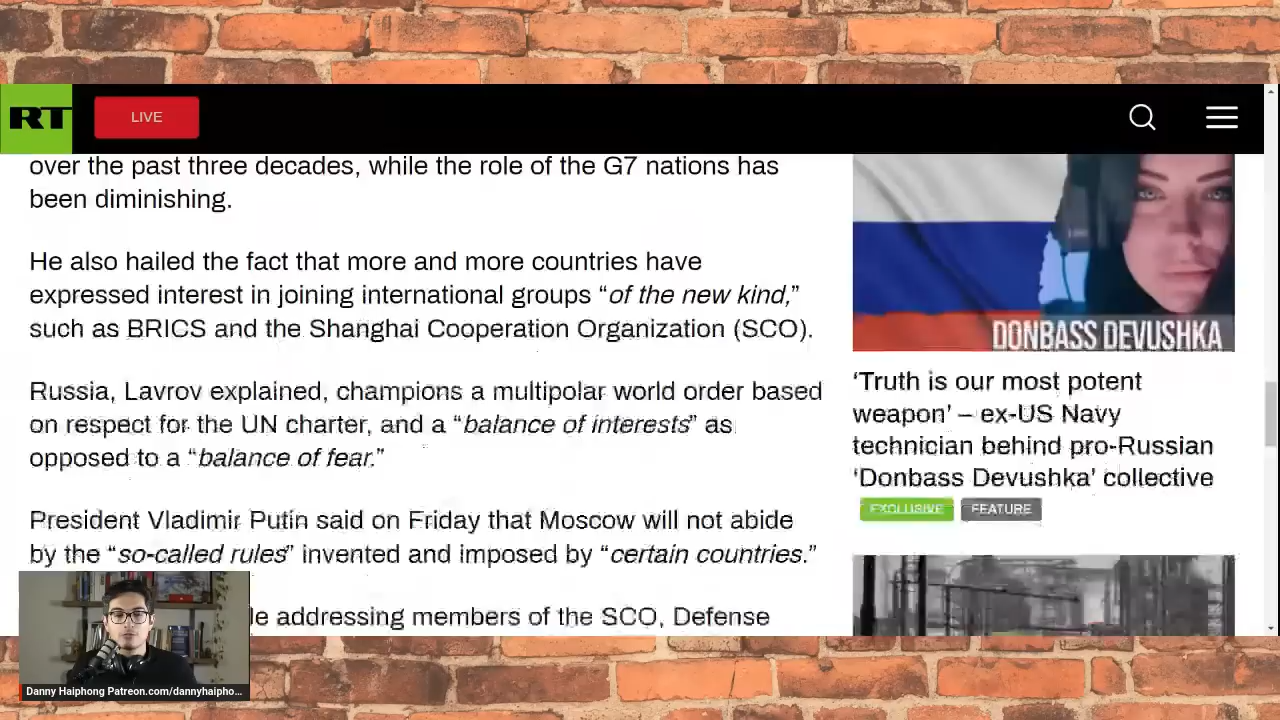 RT
LIVE
over the past three decades, while the role of the G7 nations has
been diminishing.
He also hailed the fact that more and more countries have
expressed interest in joining international groups “of the new kind,”
such as BRICS and the Shanghai Cooperation Organization (SCO).
Russia, Lavrov explained, champions a multipolar world order based
on respect for the UN charter, and a “balance of interests” as
opposed to a “balance of fear.”
President Vladimir Putin said on Friday that Moscow will not abide
by the “so-called rules” invented and imposed by “certain countries.”
le addressing members of the SCO, Defense
DONBASS DEVUSHKA
‘Truth is our most potent
weapon’ – ex-US Navy
technician behind pro-Russian
‘Donbass Devushka’ collective
EXCLUSIVE FEATURE
Danny Haiphong Patreon.com/dannyhaipho...